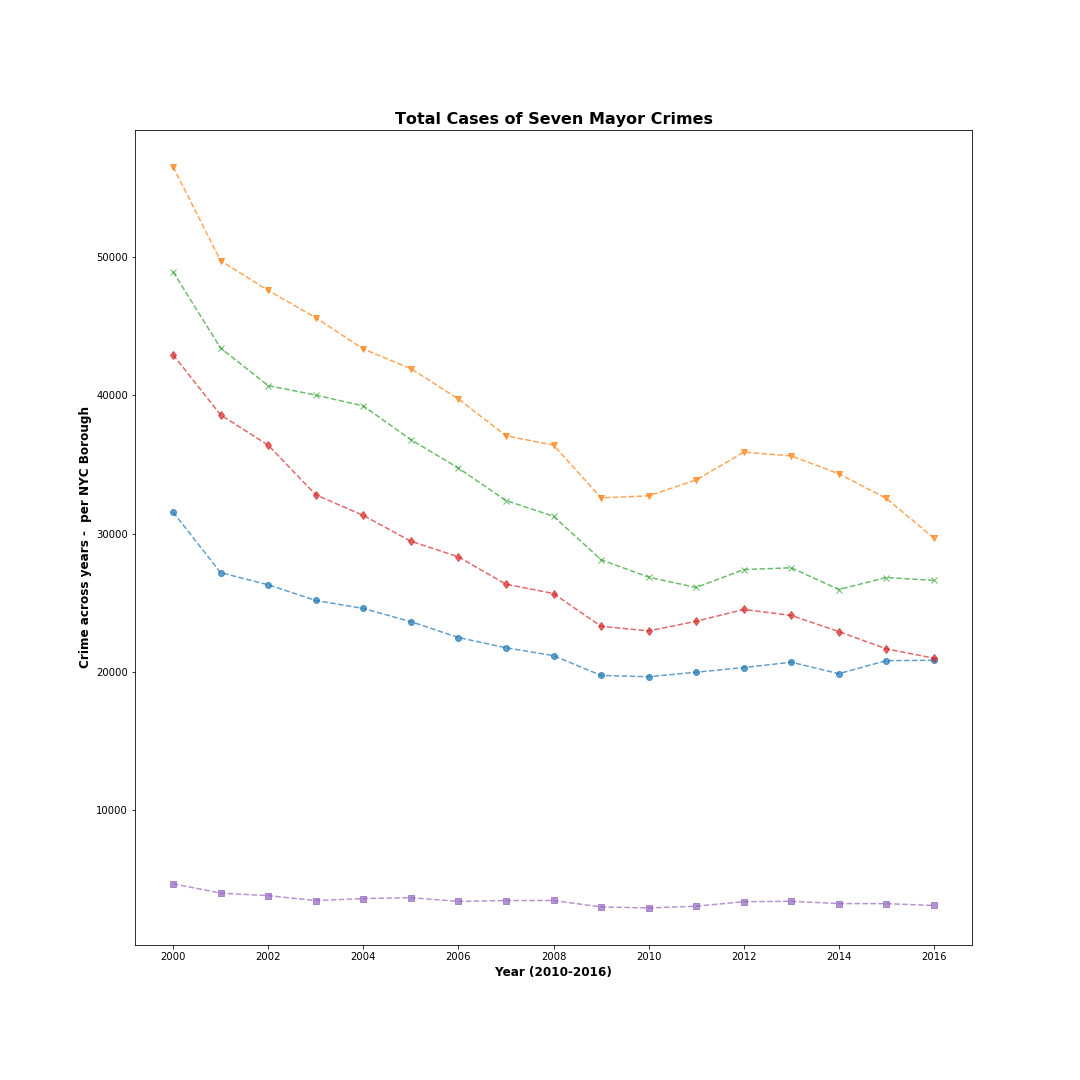 Total Cases of Seven Mayor Crimes
Crime across years -  per NYC Borough
50000
40000
30000
20000
10000
2000 2002 2004 2006 2008 2010 2012 2014 2016
Year (2010-2016)